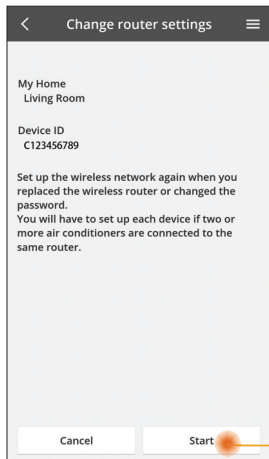 Change router settings
My Home
Living Room
Device ID
C123456789
Set up the wireless network again when you
replaced the wireless router or changed the
password.
You will have to set up each device if two or
more air conditioners are connected to the
same router.
Cancel
Start